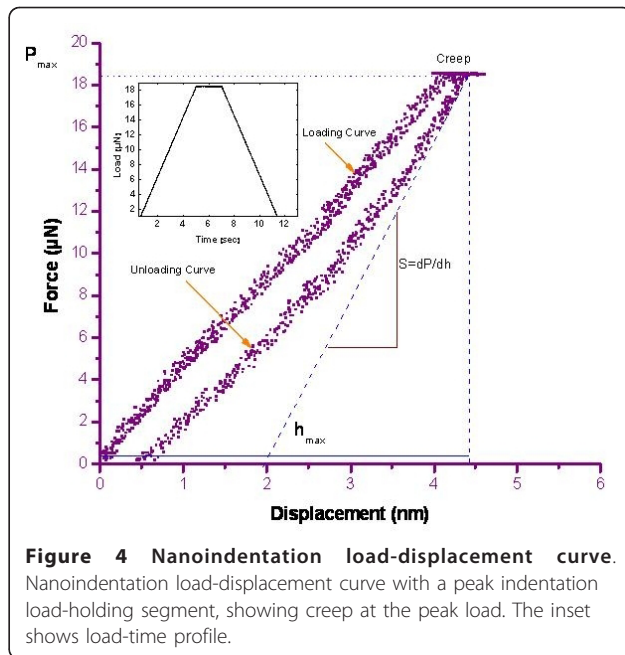 20
P max
Creep
18
16
14
12
10
8
6
4
2
0
Force (µN)
18
16
14
12
10
8
6
4
2
Load [µN]
2 4 6 8 10 12
Time [sec]
Loading Curve
Unloading Curve
S=dP/dh
h max
0 1 2 3 4 5 6
Displacement (nm)
Figure 4 Nanoindentation load-displacement curve.
Nanoindentation load-displacement curve with a peak indentation
load-holding segment, showing creep at the peak load. The inset
shows load-time profile.